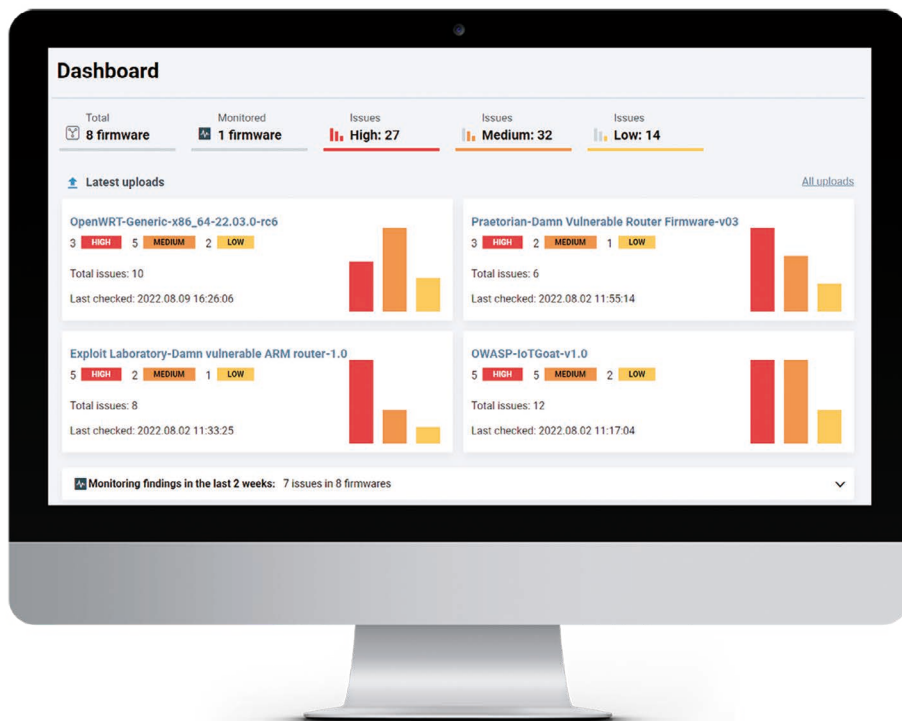 Dashboard
Total
8 firmware
Monitored
1 firmware
Issues
High: 27
Issues
Medium: 32
Issues
Low: 14
Latest uploads
All uploads
OpenWRT-Generic-x86_64-22.03.0-rc6
3 HIGH 5 MEDIUM 2 LOW
Total issues: 10
Last checked: 2022.08.09 16:26:06
Praetorian-Damn Vulnerable Router Firmware-v03
3 HIGH 2 MEDIUM 1 LOW
Total issues: 6
Last checked: 2022.08.02 11:55:14
Exploit Laboratory-Damn vulnerable ARM router-1.0
5 HIGH 2 MEDIUM 1 LOW
Total issues: 8
Last checked: 2022.08.02 11:33:25
OWASP-IoTGoat-v1.0
5 HIGH 5 MEDIUM 2 LOW
Total issues: 12
Last checked: 2022.08.02 11:17:04
Monitoring findings in the last 2 weeks: 7 issues in 8 firmwares